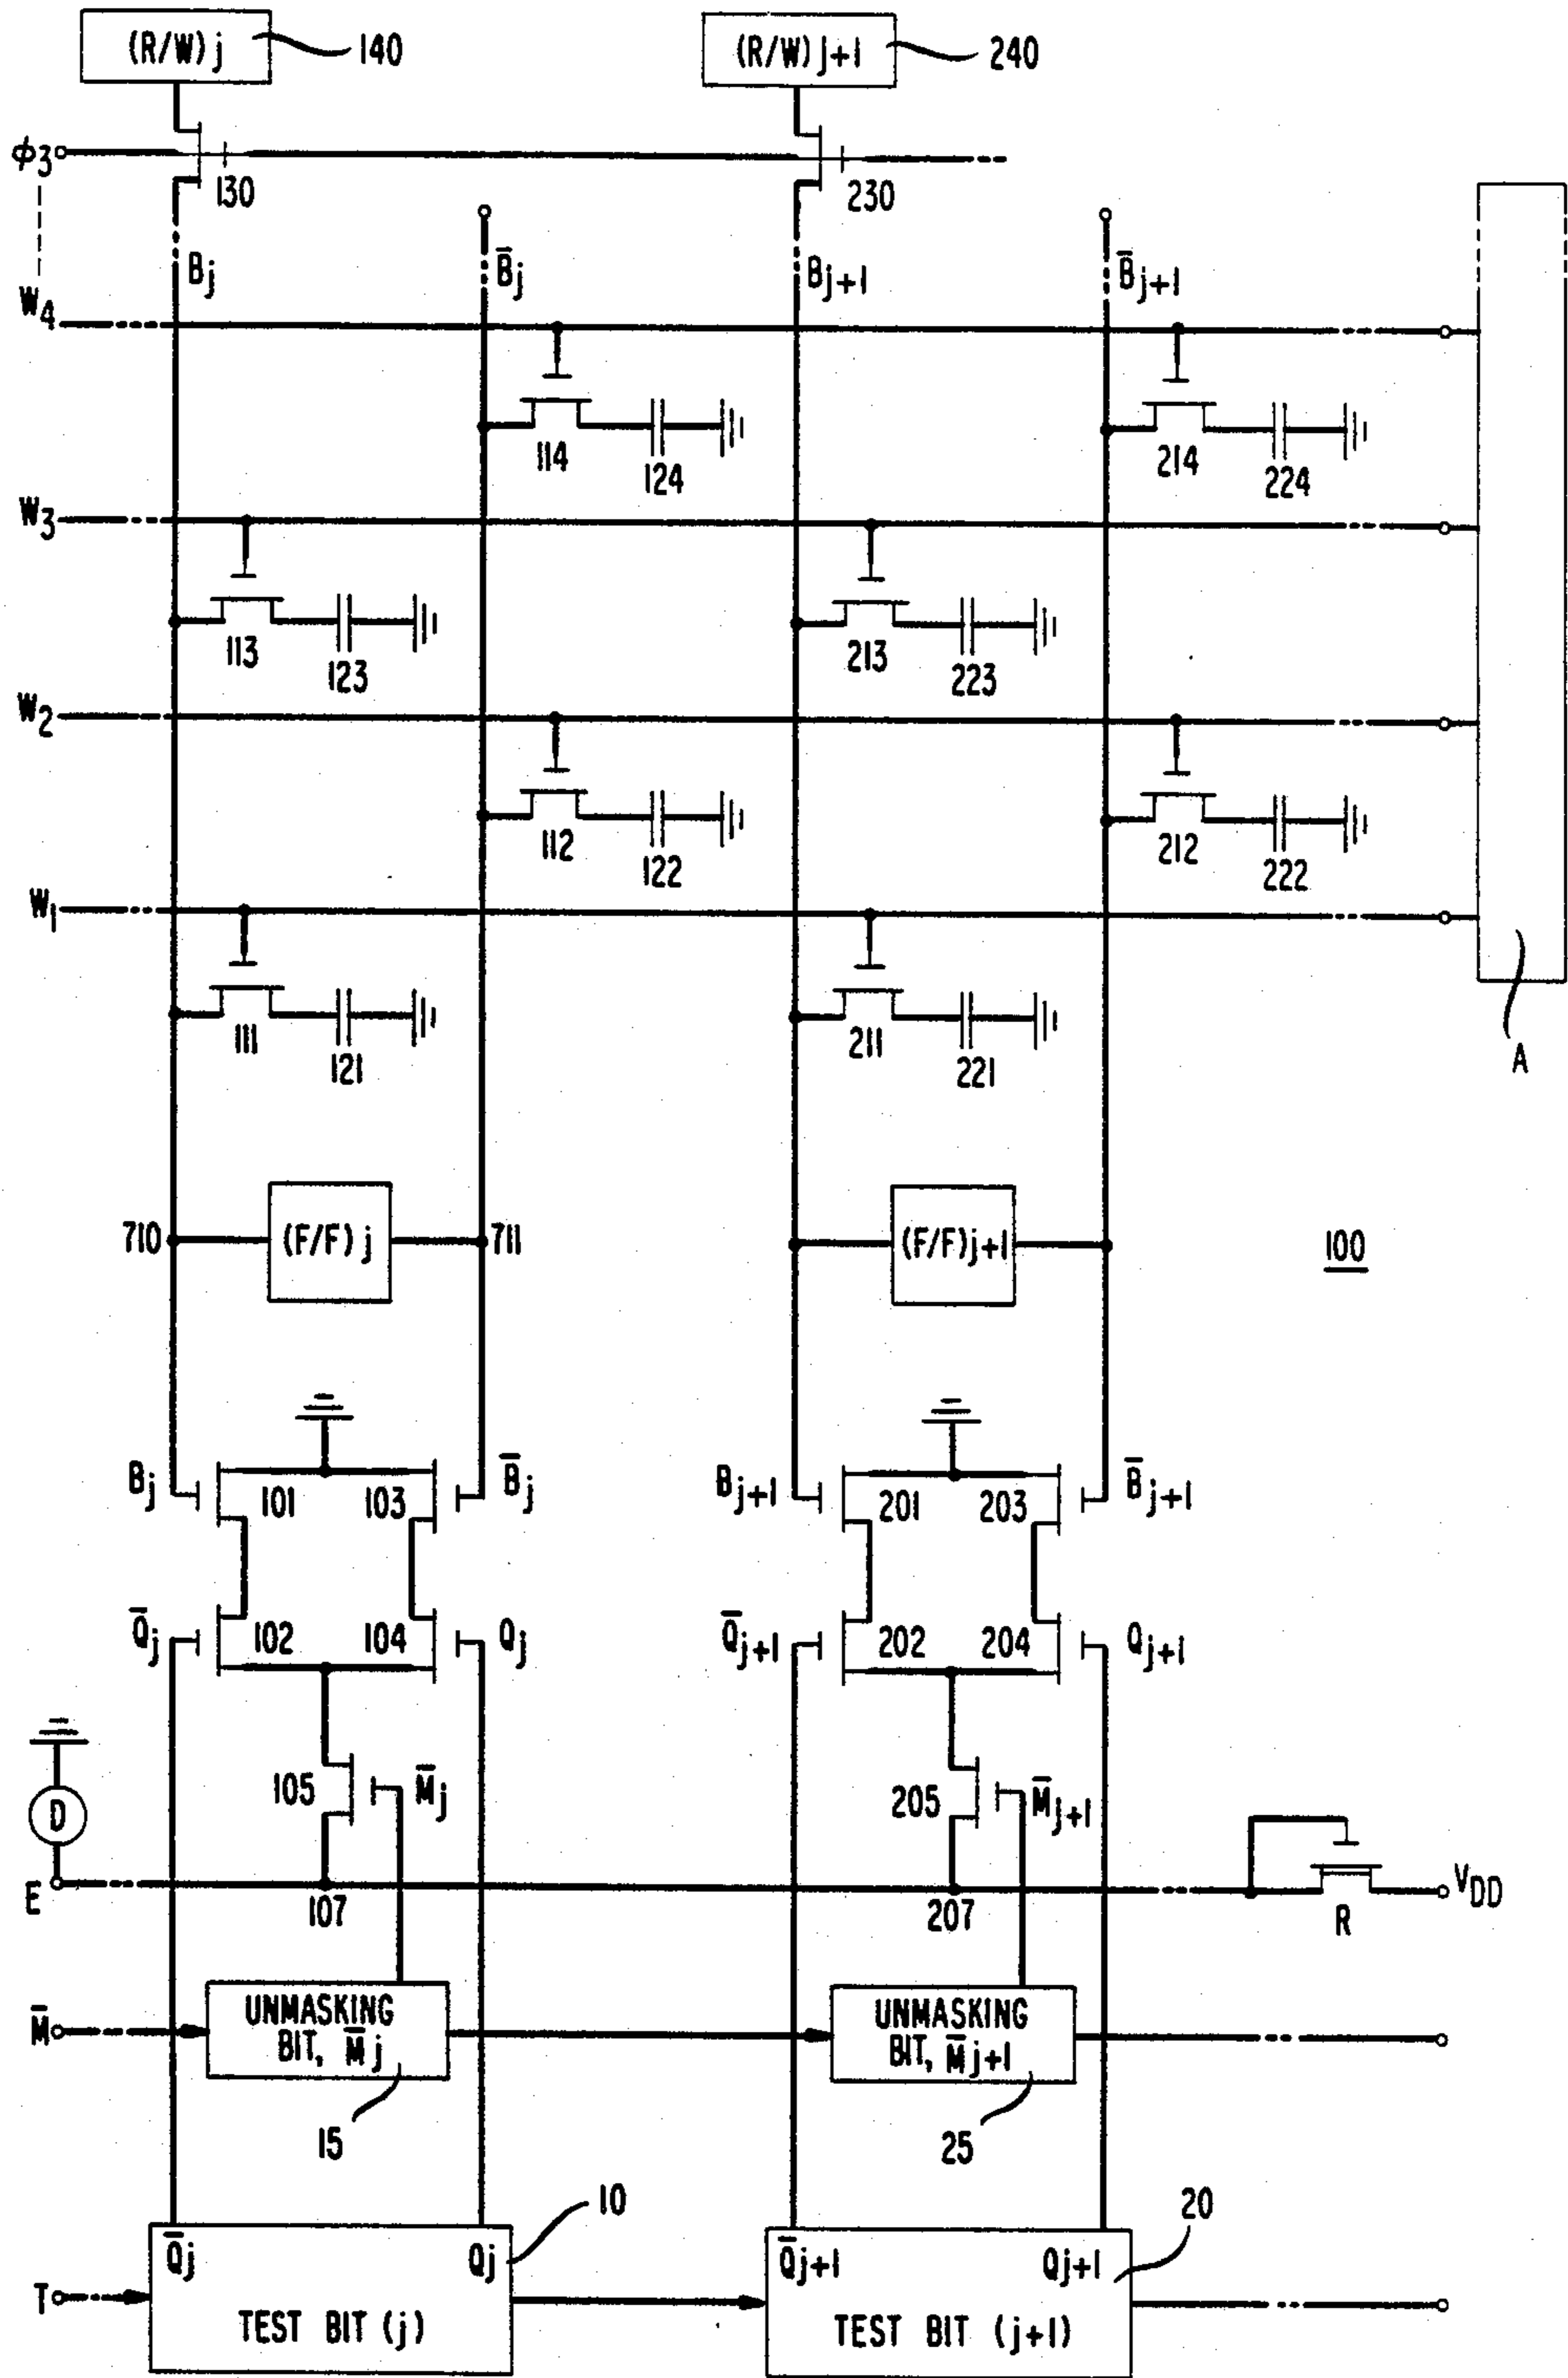 (R/W) j
140
(R/W) j+1
240
ϕ3
130
230
Bj
B̄j
Bj+1
B̄j+1
W4
114
124
214
224
W3
113
123
213
223
W2
112
122
212
222
W1
111
121
211
221
A
710
(F/F) j
711
(F/F)j+1
100
Bj
101
103
B̄j
Bj+1
201
203
B̄j+1
Q̄j
102
104
Qj
Q̄j+1
202
204
Qj+1
D
105
M̄j
205
M̄j+1
E
107
207
R
VDD
M̄
UNMASKING
BIT, M̄j
UNMASKING
BIT, M̄j+1
15
25
10
20
Q̄j
Qj
Q̄j+1
Qj+1
T
TEST BIT (j)
TEST BIT (j+1)